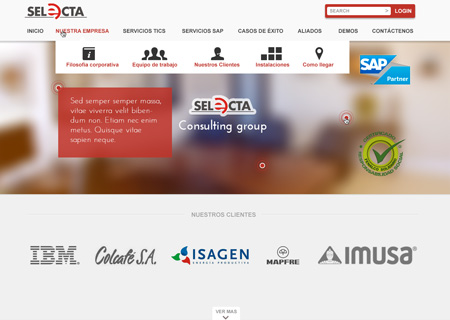 SELECTA
SEARCH
LOGIN
INICIO NUESTRA EMPRESA SERVICIOS TICS SERVICIOS SAP CASOS DE ÉXITO ALIADOS DEMOS CONTÁCTENOS
Filosofía corporativa Equipo de trabajo Nuestros Clientes Instalaciones Como llegar
SAP
Partner
Sed semper semper massa,
vitae viverra velit biben-
dum non. Etiam nec enim
metus. Quisque vitae
sapien neque.
SELECTA
Consulting group
NUESTROS CLIENTES
IBM Colcafé S.A. ISAGEN
ENERGÍA PRODUCTIVA
MAPFRE
IMUSA
VER MAS